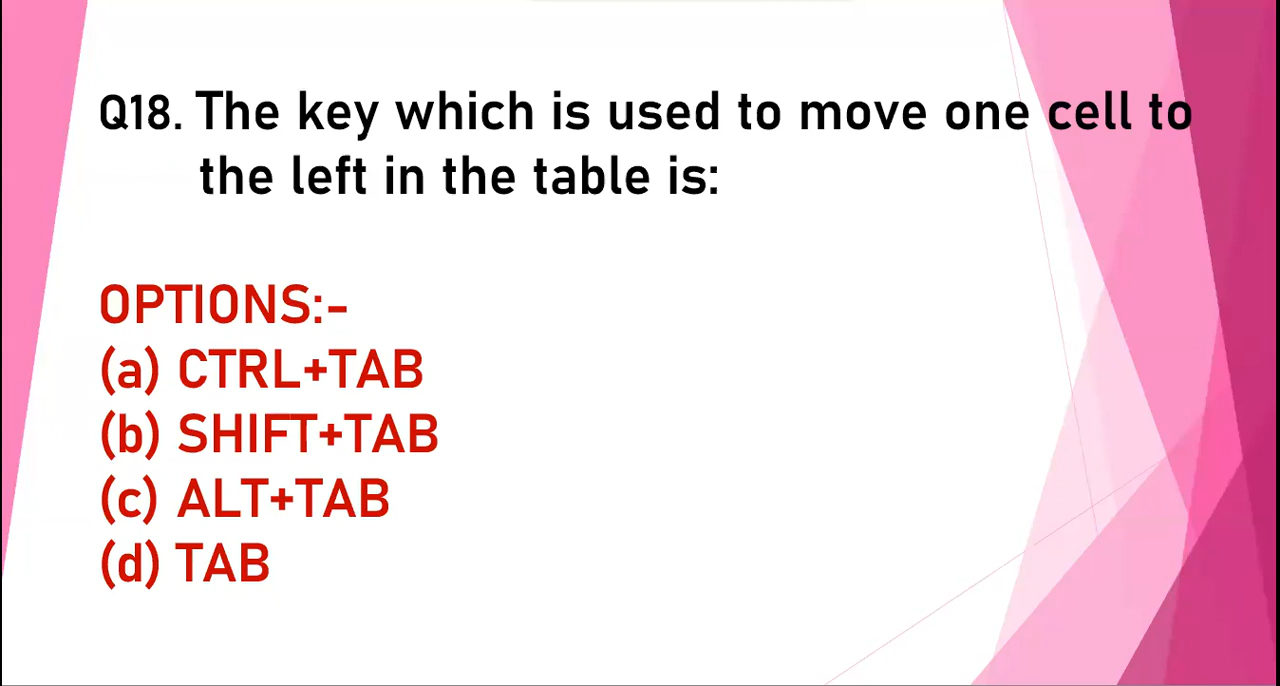 Q18. The key which is used to move one cell to
the left in the table is:
OPTIONS:-
(a) CTRL+TAB
(b) SHIFT+TAB
(c) ALT+TAB
(d) TAB